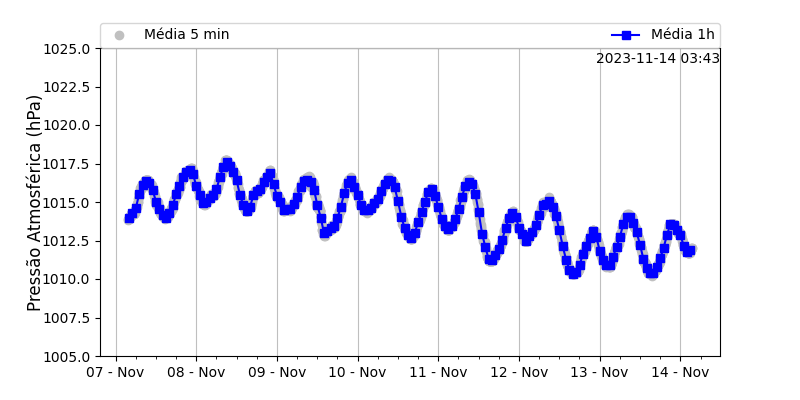 Média 5 min
Média 1h
2023-11-14 03:43
Pressão Atmosférica (hPa)
1025.0
1022.5
1020.0
1017.5
1015.0
1012.5
1010.0
1007.5
1005.0
07 - Nov
08 - Nov
09 - Nov
10 - Nov
11 - Nov
12 - Nov
13 - Nov
14 - Nov